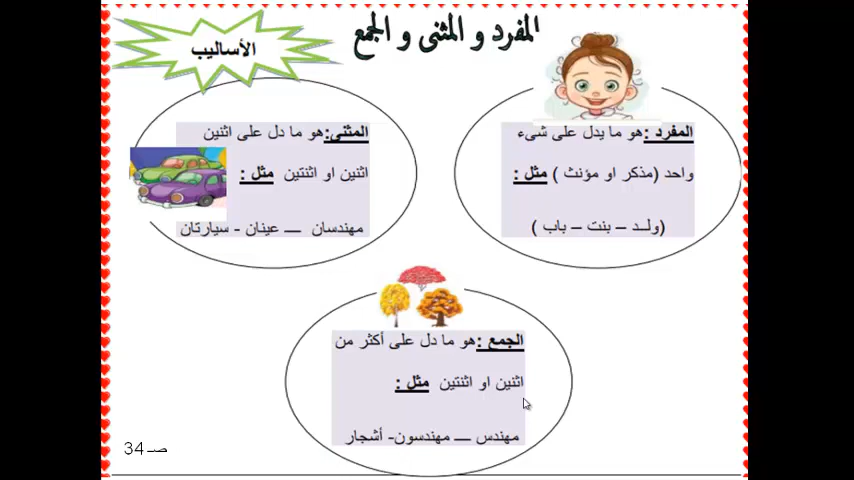 المفرد و المثنى و الجمع
الأساليب
المفرد :هو ما يدل على شىء
واحد (مذكر او مؤنث ) مثل :
(ولـد – بنت – باب )
المثنى:هو ما دل على اثنين
اثنين او اثنتين مثل :
مهندسان ـــ عينان - سيارتان
الجمع :هو ما دل على أكثر من
اثنين او اثنتين مثل :
مهندس ـــ مهندسون- أشجار
صـ 34